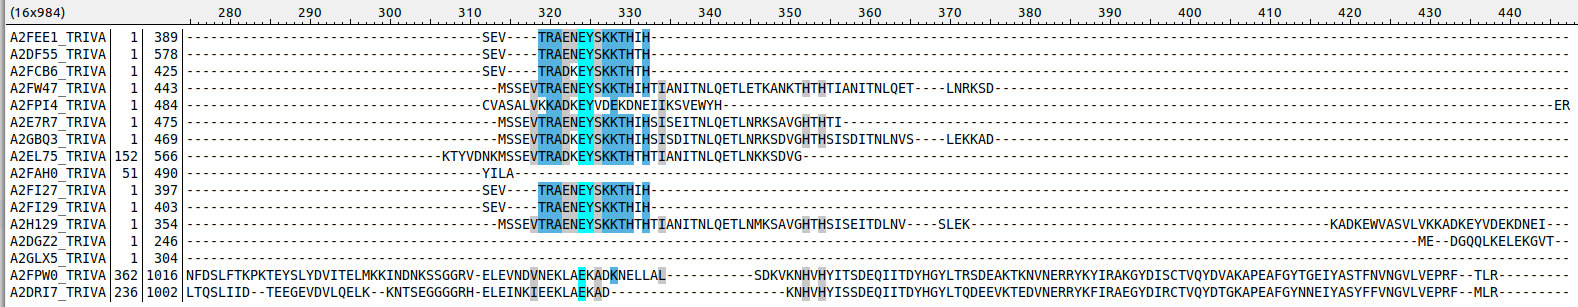 (16x984) 280 290 300 310 320 330 340 350 360 370 380 390 400 410 420 430 440
A2FEE1_TRIVA 1 389 -------------------------------------SEV----TRAENEYSKKTHIH-------------------------------------------------------------------------------------------------------------------
A2DF55_TRIVA 1 578 -------------------------------------SEV----TRAENEYSKKTHIH-------------------------------------------------------------------------------------------------------------------
A2FCB6_TRIVA 1 425 -------------------------------------SEV----TRADKEYSKKTHTH-------------------------------------------------------------------------------------------------------------------
A2FW47_TRIVA 1 443 ---------------------------------------MSSEVTRAENEYSKKTHIHTIANITNLQETLETKANKTHTHTIANITNLQET----LNRKSD------------------------------------------------------------------------
A2FPI4_TRIVA 1 484 -------------------------------------CVASALVKKADKEYVDEKDNEIIKSVEWYH--------------------------------------------------------------------------------------------------------ER
A2E7R7_TRIVA 1 475 ---------------------------------------MSSEVTRAENEYSKKTHIHSISEITNLQETLNRKSAVGHTHTI-------------------------------------------------------------------------------------------
A2GBQ3_TRIVA 1 469 ---------------------------------------MSSEVTRADKEYSKKTHIHSISDITNLQETLNRKSDVGHTHSISDITNLNVS----LEKKAD------------------------------------------------------------------------
A2EL75_TRIVA 152 566 --------------------------------KTYVDNKMSSEVTRADKEYSKKTHTHTIANITNLQETLNKKSDVG------------------------------------------------------------------------------------------------
A2FAH0_TRIVA 51 490 -------------------------------------YILA------------------------------------------------------------------------------------------------------------------------------------
A2FI27_TRIVA 1 397 -------------------------------------SEV----TRAENEYSKKTHIH-------------------------------------------------------------------------------------------------------------------
A2FI29_TRIVA 1 403 -------------------------------------SEV----TRAENEYSKKTHIH-------------------------------------------------------------------------------------------------------------------
A2H129_TRIVA 1 354 ---------------------------------------MSSEVTRAENEYSKKTHTHTIANITNLQETLNMKSAVGHTHSISEITDLNV----SLEK---------------------------------------------KADKEWVASVLVKKADKEYVDEKDNEI---
A2DGZ2_TRIVA 1 246 ----------------------------------------------------------------------------------------------------------------------------------------------------------ME--DGQQLKELEKGVT--
A2GLX5_TRIVA 1 304 -----------------------------------------------------------------------------------------------------------------------------------------------------------------------------
A2FPW0_TRIVA 362 1016 NFDSLFTKPKTEYSLYDVITELMKKINDNKSSGGRV-ELEVNDVNEKLAEKADKNELLAL-----------SDKVKNHVHYITSDEQIITDYHGYLTRSDEAKTKNVNERRYKYIRAKGYDISCTVQYDVAKAPEAFGYTGEIYASTFNVNGVLVEPRF--TLR---------
A2DRI7_TRIVA 236 1002 LTQSLIID--TEEGEVDVLQELK--KNTSEGGGGRH-ELEINKIEEKLAEKAD----------------------KNHVHYISSDEQIITDYHGYLTQDEEVKTEDVNERRYKFIRAEGYDIRCTVQYDTGKAPEAFGYNNEIYASYFFVNGVLVEPRF--MLR---------